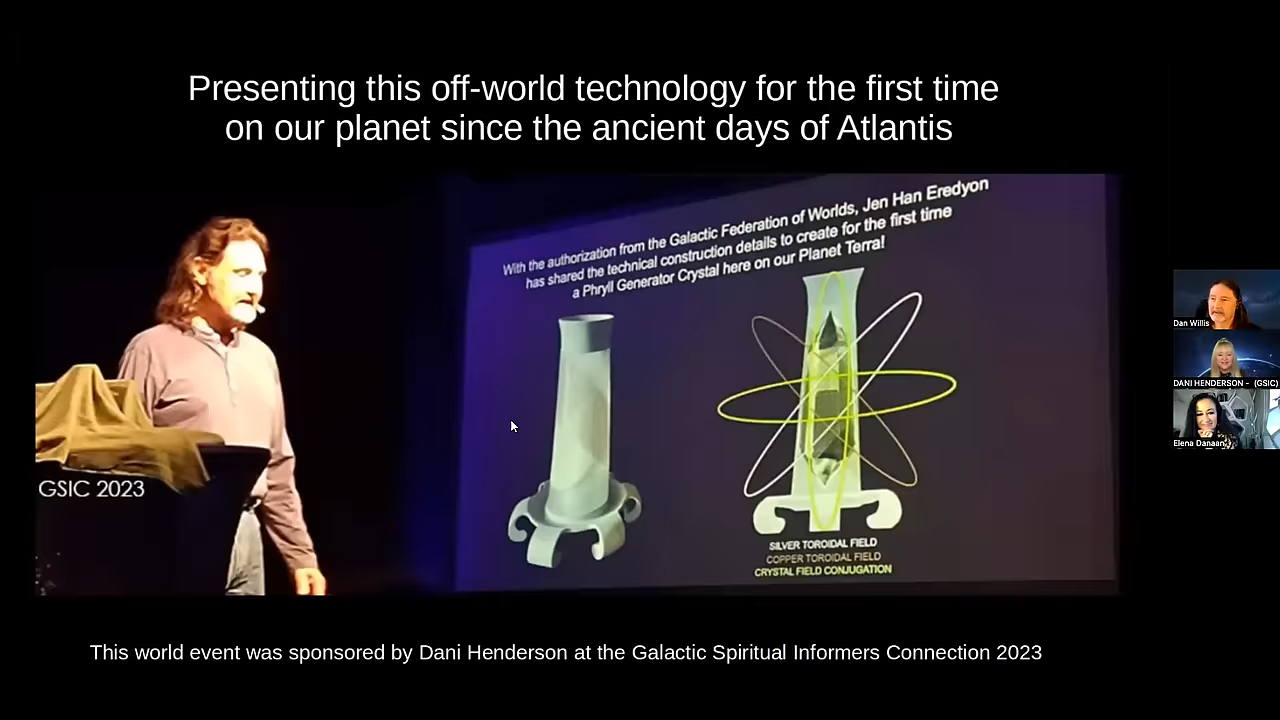 Presenting this off-world technology for the first time
on our planet since the ancient days of Atlantis
With the authorization from the Galactic Federation of Worlds, Jen Han Eredyon
has shared the technical construction details to create for the first time
a Phryll Generator Crystal here on our Planet Terra!
SILVER TOROIDAL FIELD
COPPER TOROIDAL FIELD
CRYSTAL FIELD CONJUGATION
GSIC 2023
Dan Willis
DANI HENDERSON - (GSIC)
Elena Danaan
This world event was sponsored by Dani Henderson at the Galactic Spiritual Informers Connection 2023